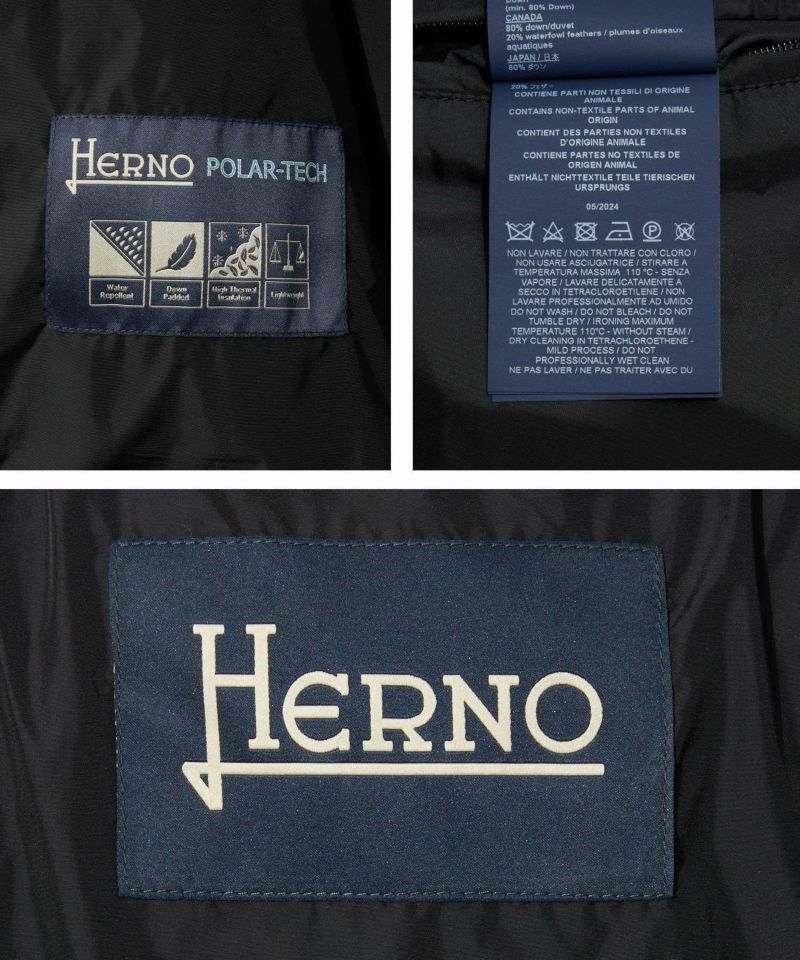 HERNO POLAR-TECH
Water
Repellent
Down
Padded
High Thermal
Insulation
Lightweight
(min. 80% Down)
CANADA
80% down/duvet
20% waterfowl feathers / plumes d'oiseaux
aquatiques
JAPAN / 日本
80% ダウン
20% フェザー
CONTIENE PARTI NON TESSILI DI ORIGINE
ANIMALE
CONTAINS NON-TEXTILE PARTS OF ANIMAL
ORIGIN
CONTIENT DES PARTIES NON TEXTILES
D'ORIGINE ANIMALE
CONTIENE PARTES NO TEXTILES DE
ORIGEN ANIMAL
ENTHÄLT NICHTTEXTILE TEILE TIERISCHEN
URSPRUNGS
05/2024
NON LAVARE / NON TRATTARE CON CLORO /
NON USARE ASCIUGATRICE / STIRARE A
TEMPERATURA MASSIMA 110 °C - SENZA
VAPORE / LAVARE DELICATAMENTE A
SECCO IN TETRACLOROETILENE / NON
LAVARE PROFESSIONALMENTE AD UMIDO
DO NOT WASH / DO NOT BLEACH / DO NOT
TUMBLE DRY / IRONING MAXIMUM
TEMPERATURE 110°C - WITHOUT STEAM /
DRY CLEANING IN TETRACHLOROETHENE -
MILD PROCESS / DO NOT
PROFESSIONALLY WET CLEAN
NE PAS LAVER / NE PAS TRAITER AVEC DU
HERNO